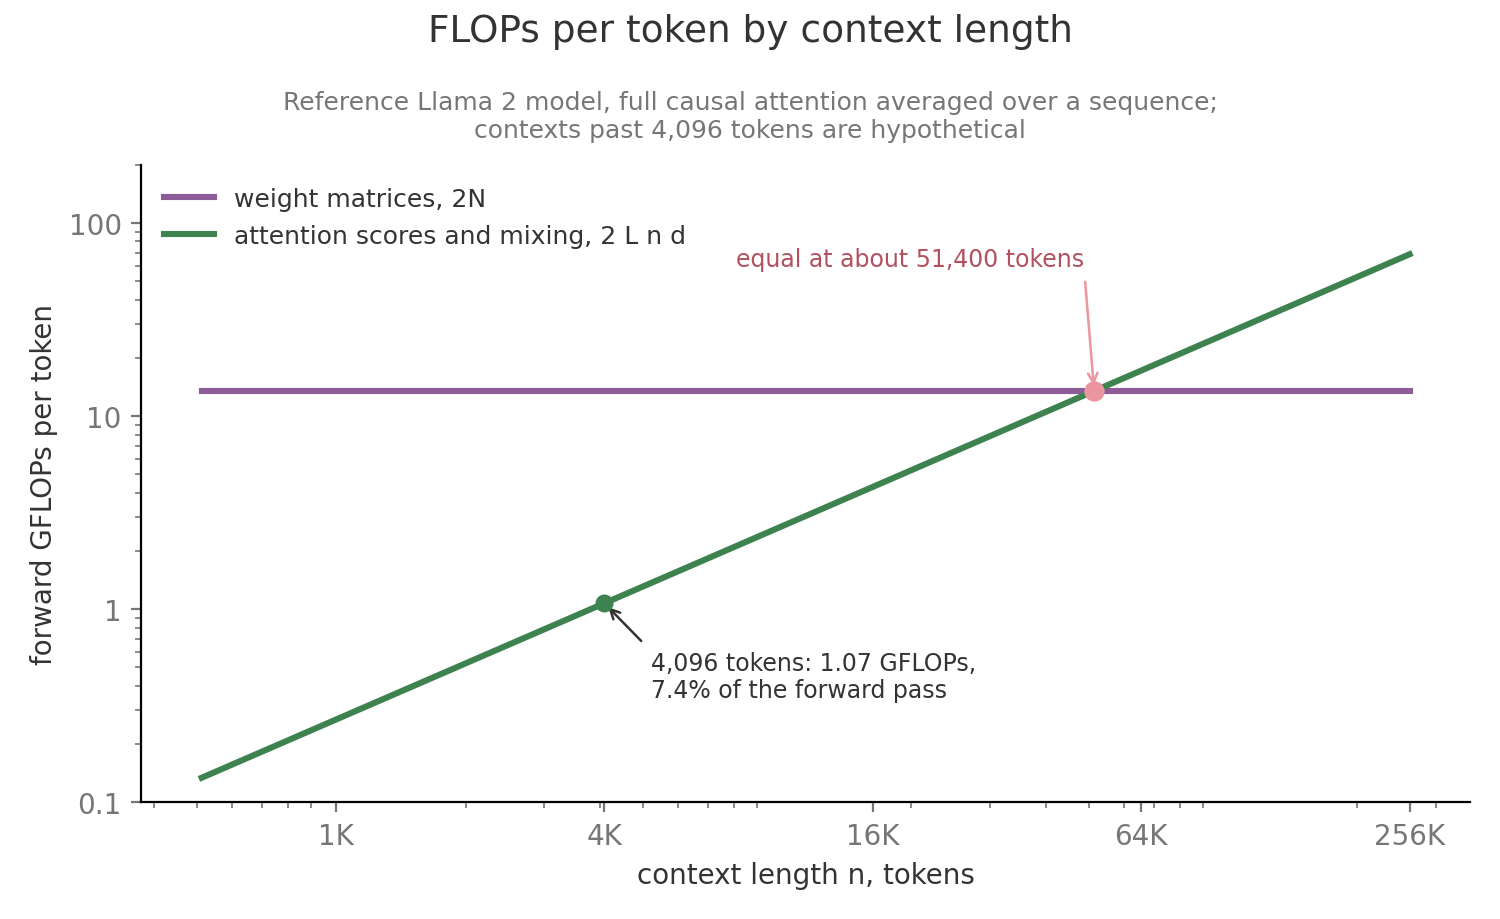 FLOPs per token by context length
Reference Llama 2 model, full causal attention averaged over a sequence;
contexts past 4,096 tokens are hypothetical
weight matrices, 2N
attention scores and mixing, 2 L n d
equal at about 51,400 tokens
4,096 tokens: 1.07 GFLOPs,
7.4% of the forward pass
forward GFLOPs per token
100
10
1
0.1
1K
4K
16K
64K
256K
context length n, tokens